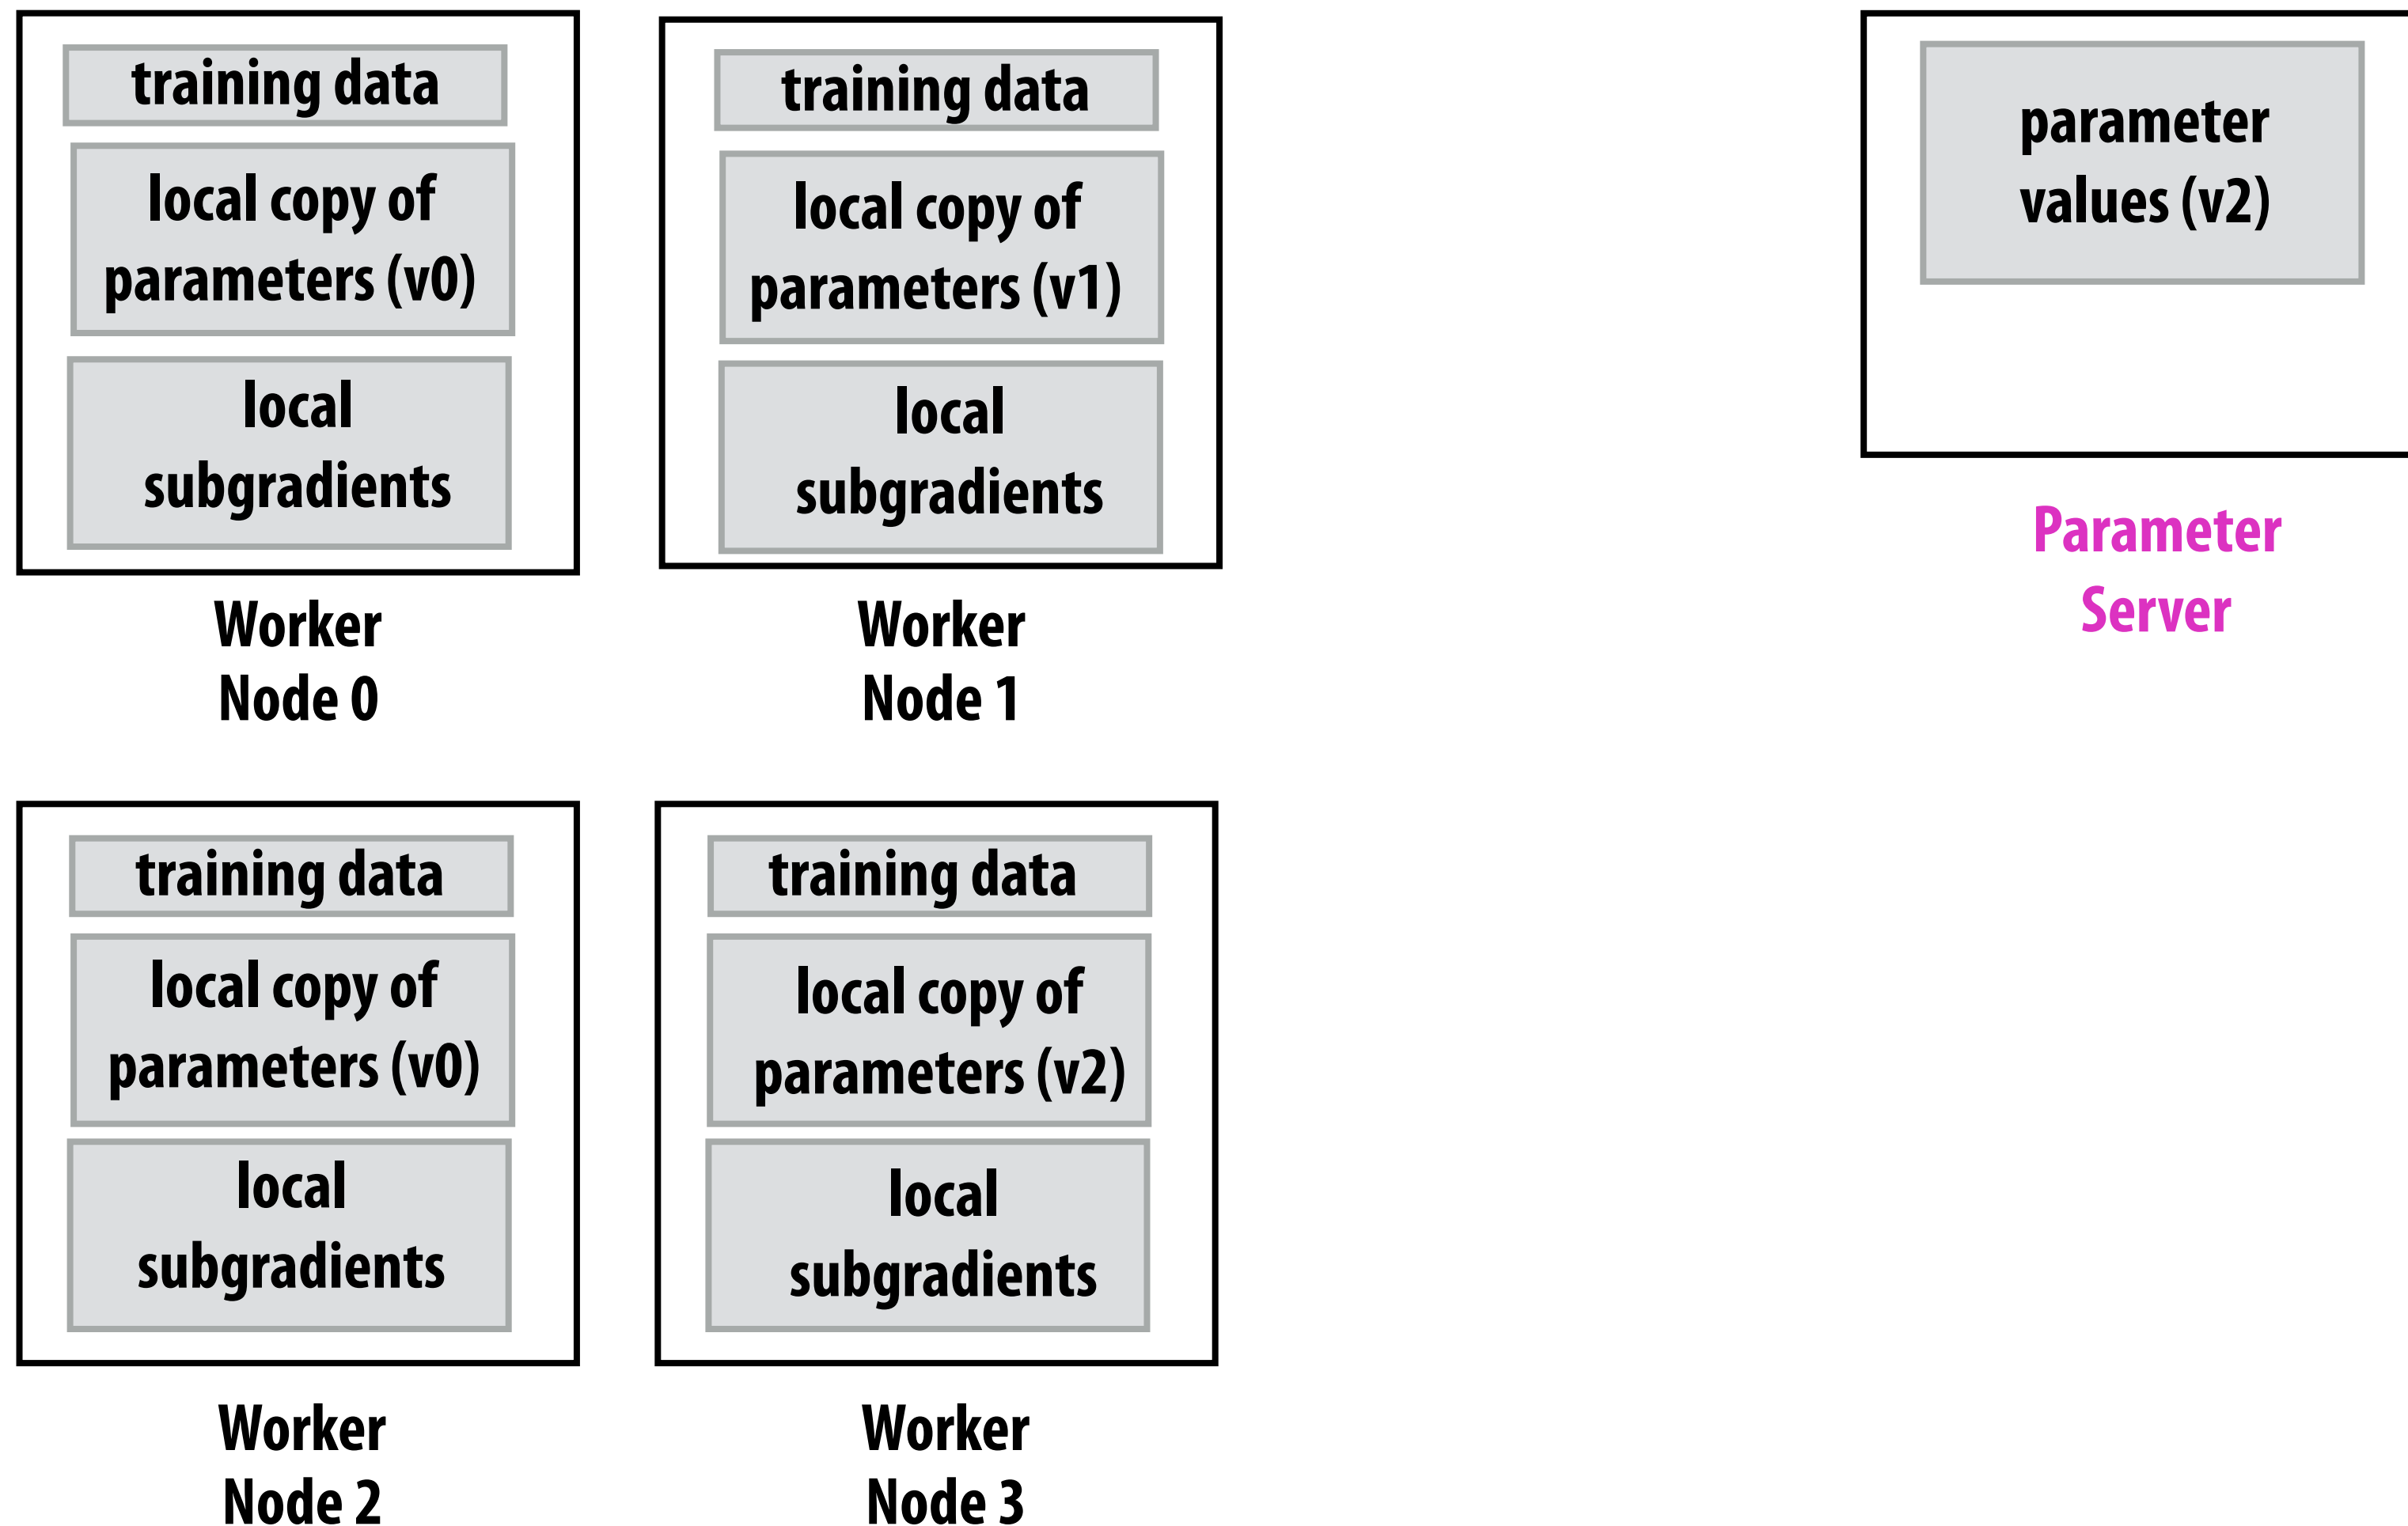 training data
local copy of
parameters (v0)
local
subgradients
Worker
Node 0
training data
local copy of
parameters (v1)
local
subgradients
Worker
Node 1
parameter
values (v2)
Parameter
Server
training data
local copy of
parameters (v0)
local
subgradients
Worker
Node 2
training data
local copy of
parameters (v2)
local
subgradients
Worker
Node 3